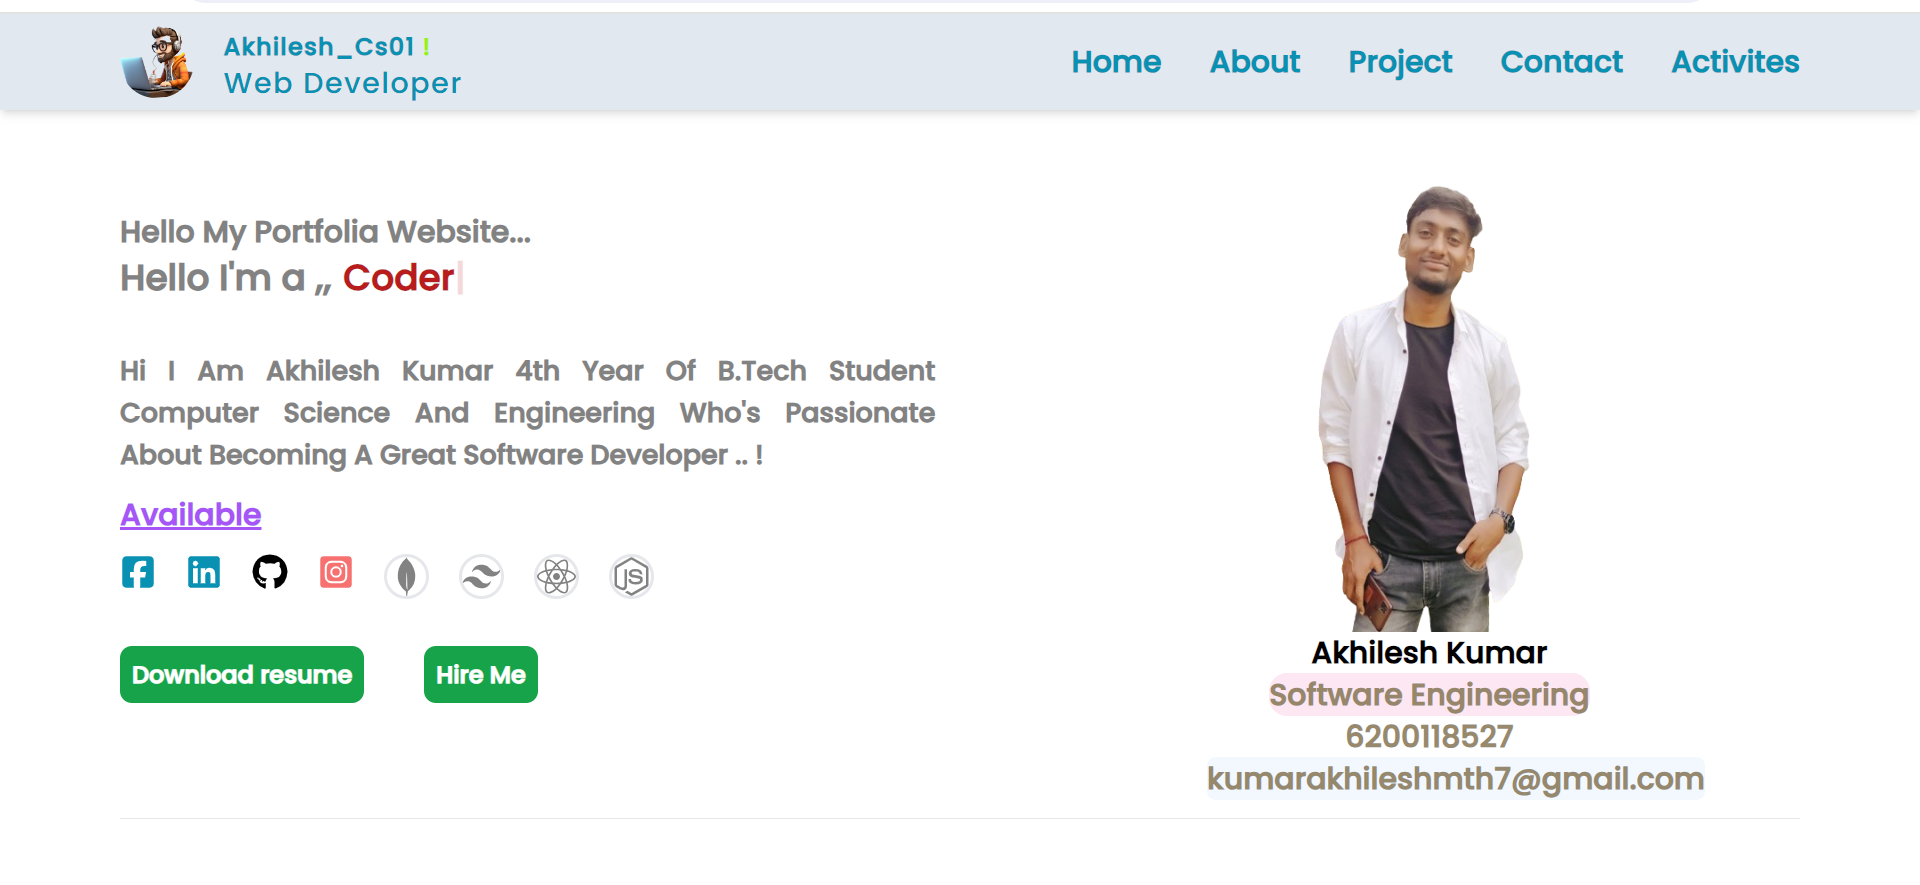 Akhilesh_Cs01 !
Web Developer
Home About Project Contact Activites
Hello My Portfolia Website...
Hello I'm a ,, Coder
Hi I Am Akhilesh Kumar 4th Year Of B.Tech Student
Computer Science And Engineering Who's Passionate
About Becoming A Great Software Developer .. !
Available
JS
Download resume
Hire Me
Akhilesh Kumar
Software Engineering
6200118527
kumarakhileshmth7@gmail.com